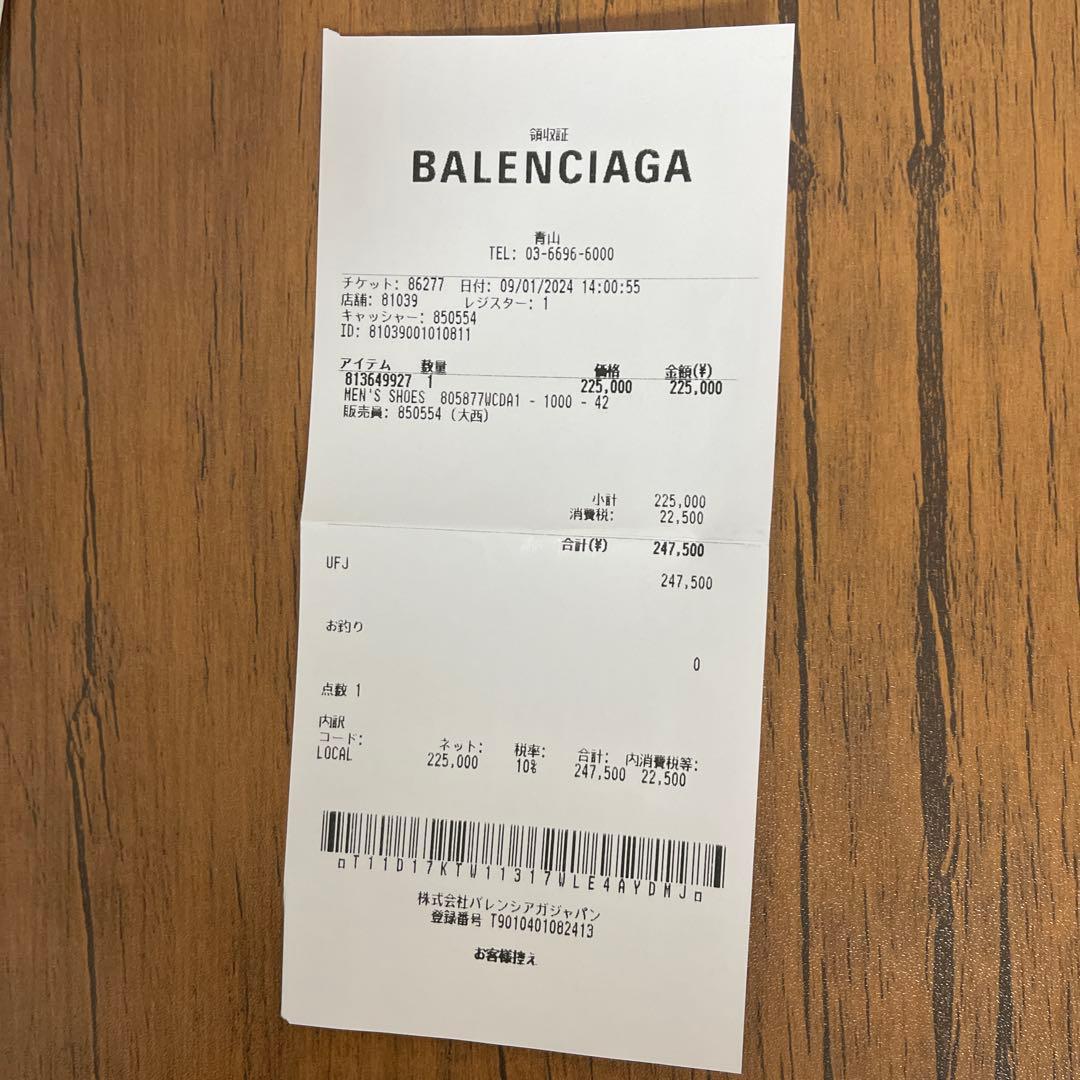 領収証
BALENCIAGA
青山
TEL: 03-6696-6000
チケット: 86277 日付: 09/01/2024 14:00:55
店舗: 81039 レジスター: 1
キャッシャー: 850554
ID: 81039001010811
アイテム 数量 価格 金額(¥)
813649927 1 225,000 225,000
MEN'S SHOES 805877WCDA1 - 1000 - 42
販売員: 850554 (大西)
小計 225,000
消費税: 22,500
合計(¥) 247,500
UFJ 247,500
お釣り 0
点数 1
内訳
コード: ネット: 税率: 合計: 内消費税等:
LOCAL 225,000 10% 247,500 22,500
¤T11D17KTW11317WLE4AYDMJ¤
株式会社バレンシアガジャパン
登録番号 T9010401082413
お客様控え